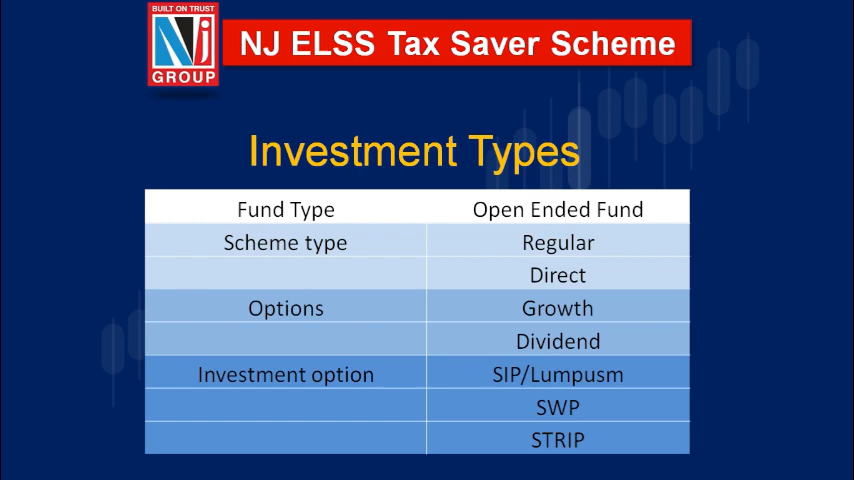 BUILT ON TRUST
NJ
GROUP
NJ ELSS Tax Saver Scheme
Investment Types
Fund Type Open Ended Fund
Scheme type Regular
Direct
Options Growth
Dividend
Investment option SIP/Lumpusm
SWP
STRIP